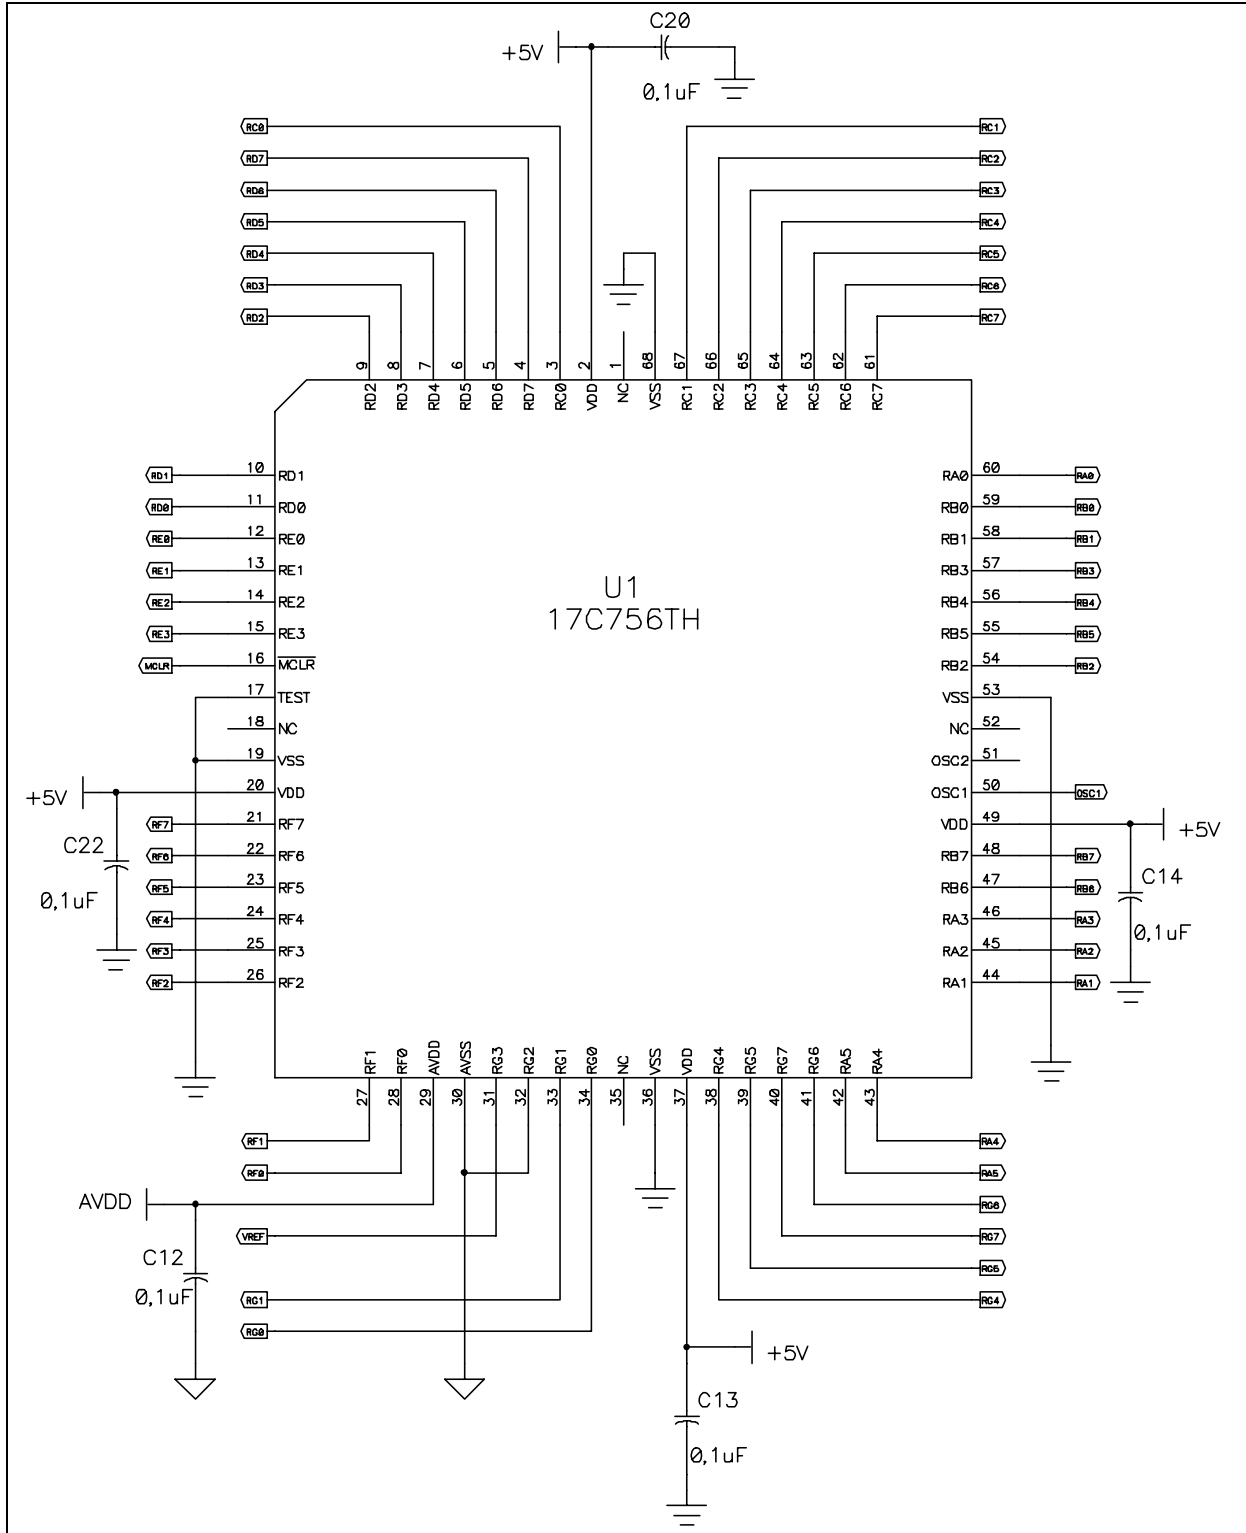 C20
+5V
0.1uF
RC0
RC1
RD7
RC2
RD6
RC3
RD5
RC4
RD4
RC5
RD3
RC6
RD2
RC7
9 8 7 6 5 4 3 2 1 68 67 66 65 64 63 62 61
RD2 RD3 RD4 RD5 RD6 RD7 RC0 VDD NC VSS RC1 RC2 RC3 RC4 RC5 RC6 RC7
RD1 10 RD1 RA0 60 RA0
RD0 11 RD0 RB0 59 RB0
RE0 12 RE0 RB1 58 RB1
RE1 13 RE1 RB3 57 RB3
RE2 14 RE2 RB4 56 RB4
RE3 15 RE3 RB5 55 RB5
MCLR 16 MCLR RB2 54 RB2
U1
17C756TH
17 TEST VSS 53
18 NC NC 52
19 VSS OSC2 51
+5V 20 VDD OSC1 50 OSC1
RF7 21 RF7 VDD 49 +5V
C22 RF6 22 RF6 RB7 48 RB7
0.1uF RF5 23 RF5 RB6 47 RB6 C14
RF4 24 RF4 RA3 46 RA3 0.1uF
RF3 25 RF3 RA2 45 RA2
RF2 26 RF2 RA1 44 RA1
RF1 RF0 AVDD AVSS RG3 RG2 RG1 RG0 NC VSS VDD RG4 RG5 RG7 RG6 RA5 RA4
27 28 29 30 31 32 33 34 35 36 37 38 39 40 41 42 43
RF1
RA4
RF0
RA5
AVDD
RG6
VREF
RG7
C12
RG5
0.1uF
RG1
RG4
RG0
+5V
C13
0.1uF